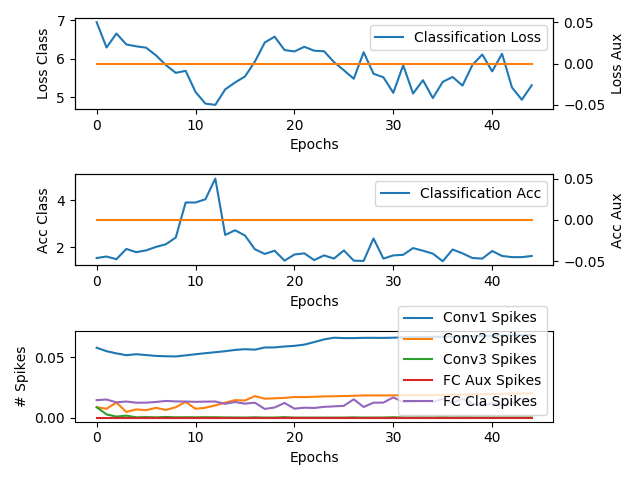 7
6
5
Loss Class
Classification Loss
0.05
0.00
−0.05
Loss Aux
0 10 20 30 40
Epochs
4
2
Acc Class
Classification Acc
0.05
0.00
−0.05
Acc Aux
0 10 20 30 40
Epochs
0.05
0.00
# Spikes
Conv1 Spikes
Conv2 Spikes
Conv3 Spikes
FC Aux Spikes
FC Cla Spikes
0 10 20 30 40
Epochs